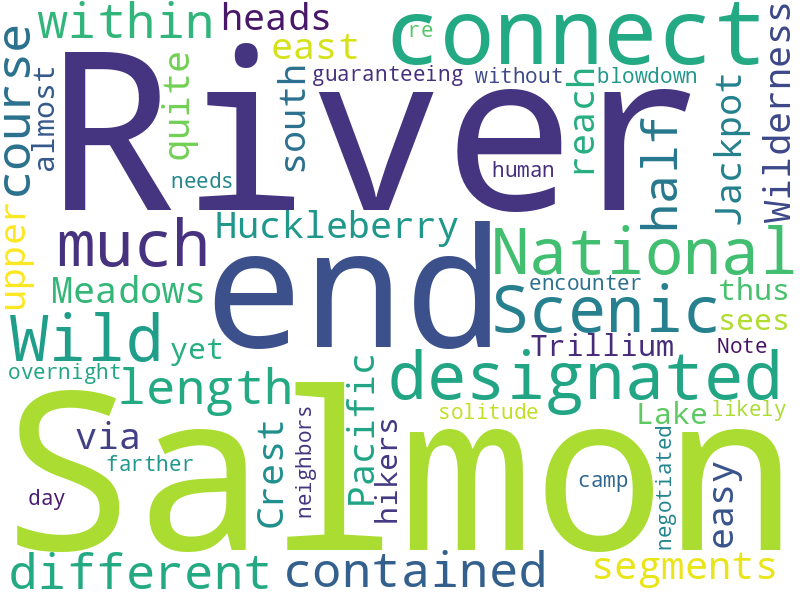 within
heads
connect
re
east
Wilderness
course
almost
quite
River
south
guaranteeing
without
blowdown
reach
half
Jackpot
human
needs
upper
much
Huckleberry
end
National
Meadows
encounter
thus
Scenic
sees
Wild
yet
Trillium
Note
overnight
length
Pacific
designated
Salmon
via
farther
Crest
neighbors
hikers
solitude
Lake
likely
day
camp
negotiated
easy
different
contained
segments